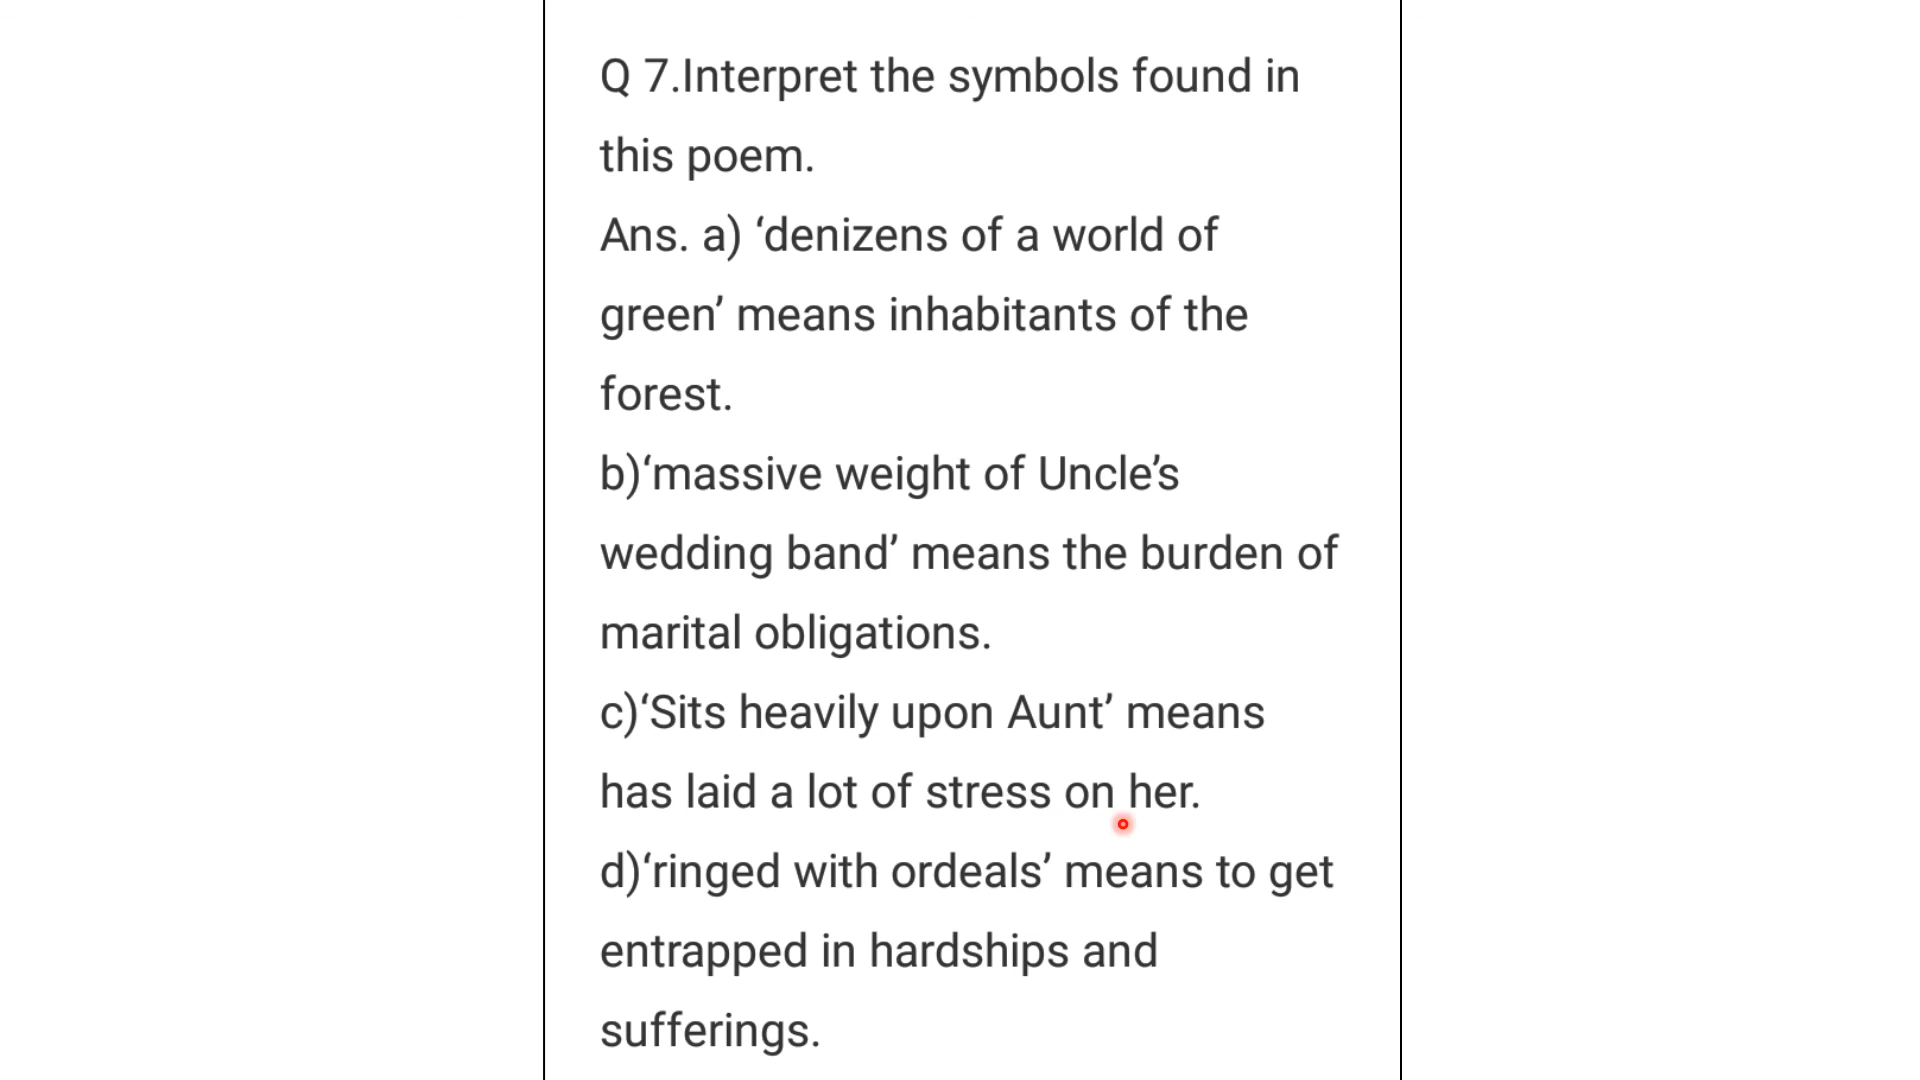 Q 7.Interpret the symbols found in
this poem.
Ans. a) ‘denizens of a world of
green’ means inhabitants of the
forest.
b)‘massive weight of Uncle’s
wedding band’ means the burden of
marital obligations.
c)‘Sits heavily upon Aunt’ means
has laid a lot of stress on her.
d)‘ringed with ordeals’ means to get
entrapped in hardships and
sufferings.